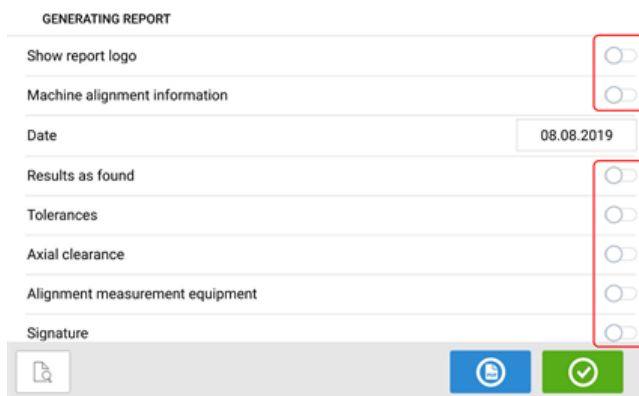 GENERATING REPORT
Show report logo
Machine alignment information
Date 08.08.2019
Results as found
Tolerances
Axial clearance
Alignment measurement equipment
Signature